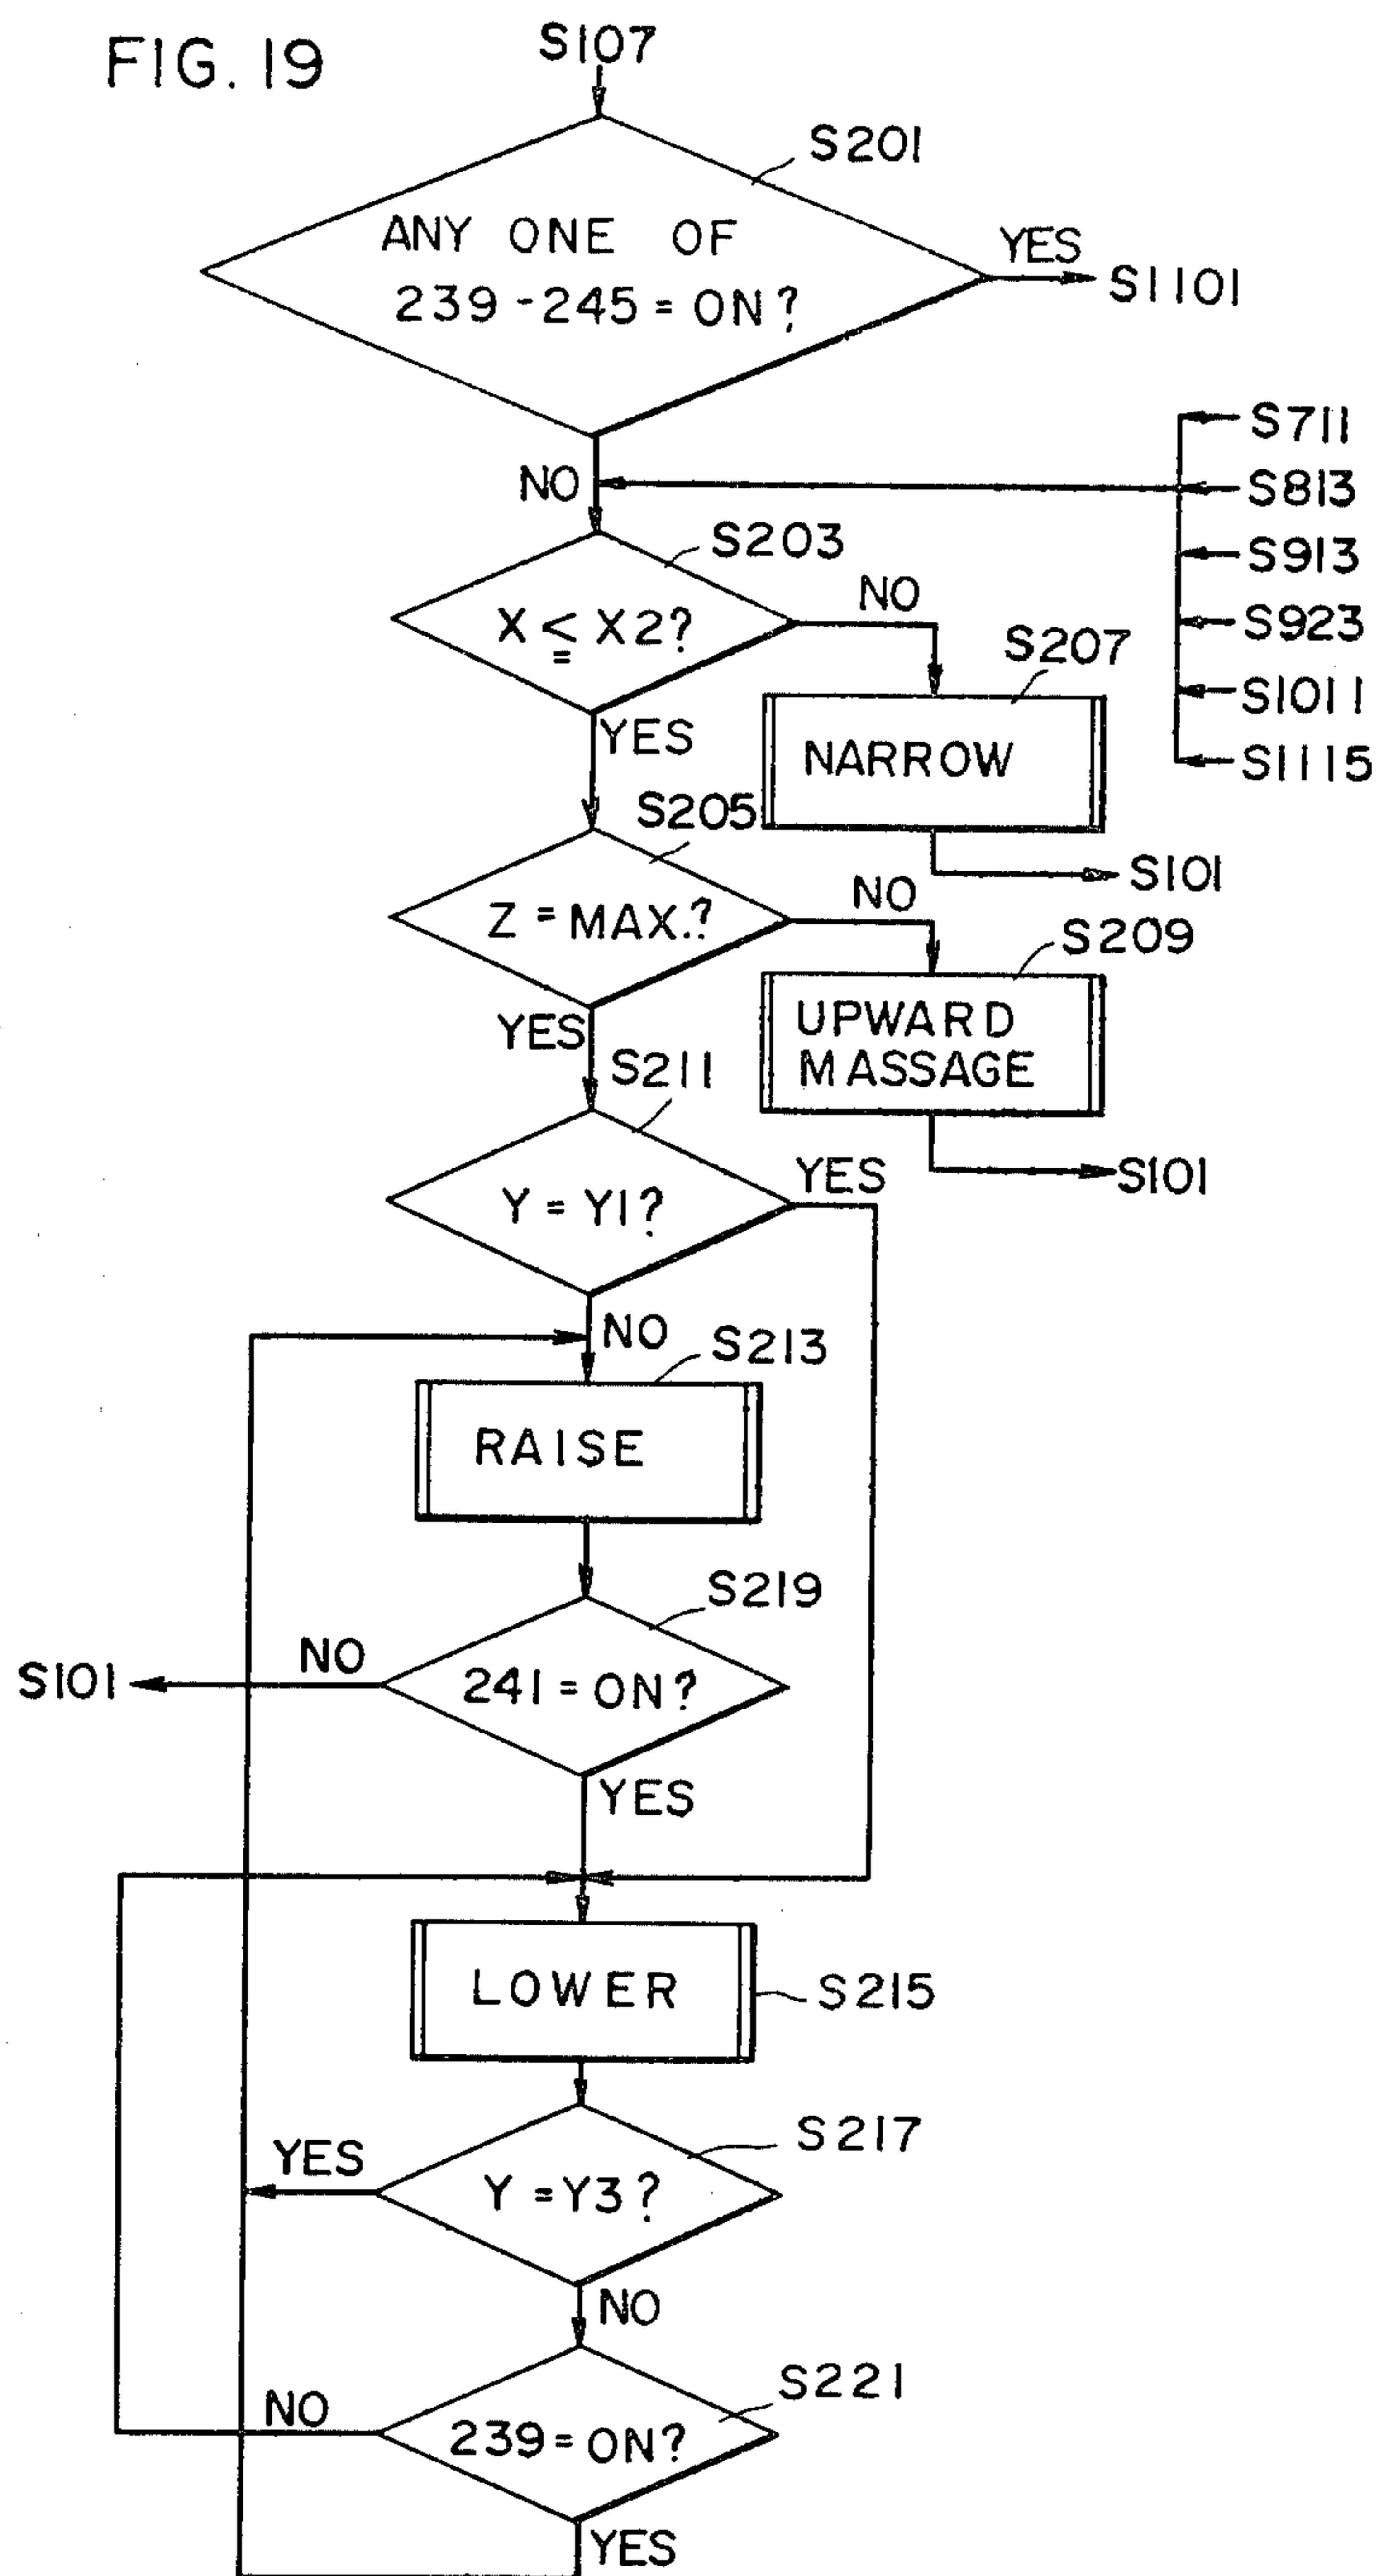 FIG. 19
S107
S201
ANY ONE OF
239-245 = ON?
YES
S1101
NO
S711
S813
S913
S923
S1011
S1115
S203
X ≦ X2?
NO
S207
NARROW
S101
YES
S205
Z = MAX.?
NO
S209
UPWARD
MASSAGE
S101
YES
S211
Y = Y1?
YES
NO
S213
RAISE
S219
241 = ON?
NO
S101
YES
LOWER
S215
S217
Y = Y3?
YES
NO
S221
239 = ON?
NO
YES